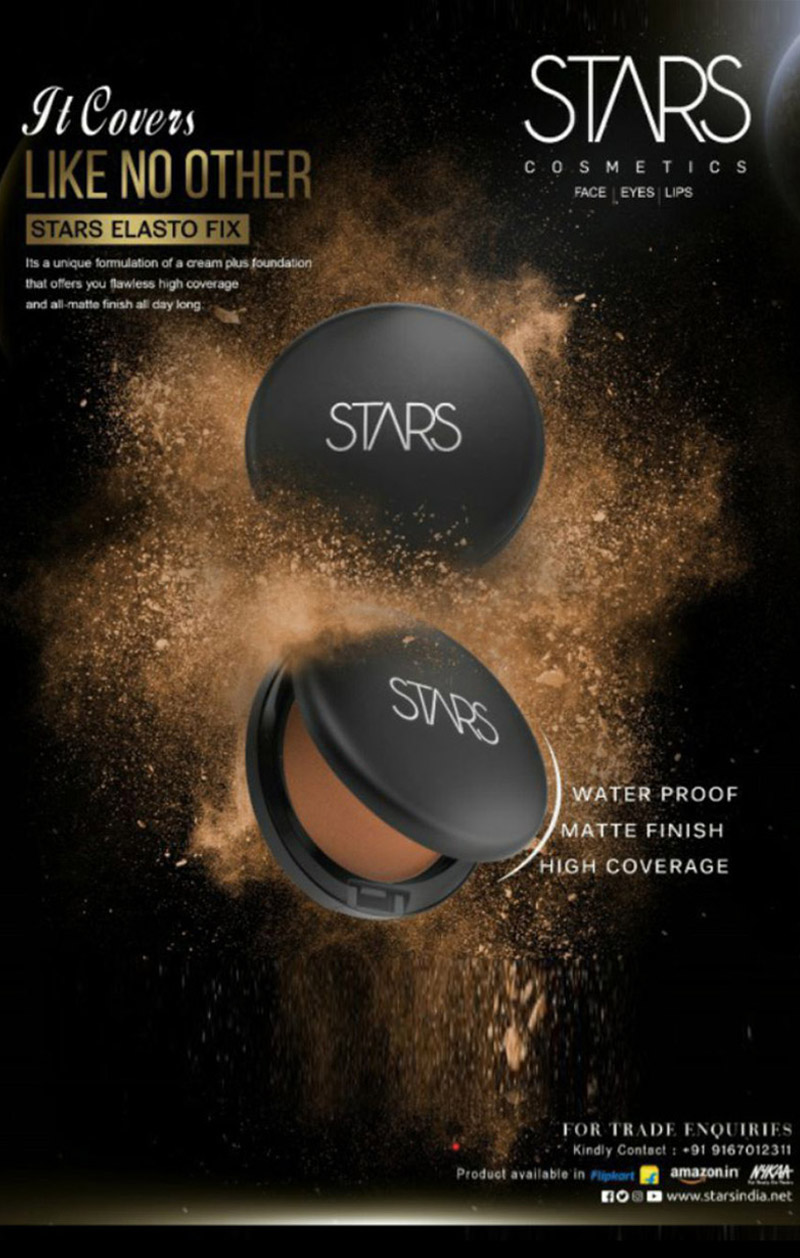 It Covers
LIKE NO OTHER
STARS ELASTO FIX
Its a unique formulation of a cream plus foundation
that offers you flawless high coverage
and all-matte finish all day long.
STARS
COSMETICS
FACE | EYES | LIPS
STARS
STARS
WATER PROOF
MATTE FINISH
HIGH COVERAGE
FOR TRADE ENQUIRIES
Kindly Contact : +91 9167012311
Product available in Flipkart amazon.in NYKAA
www.starsindia.net